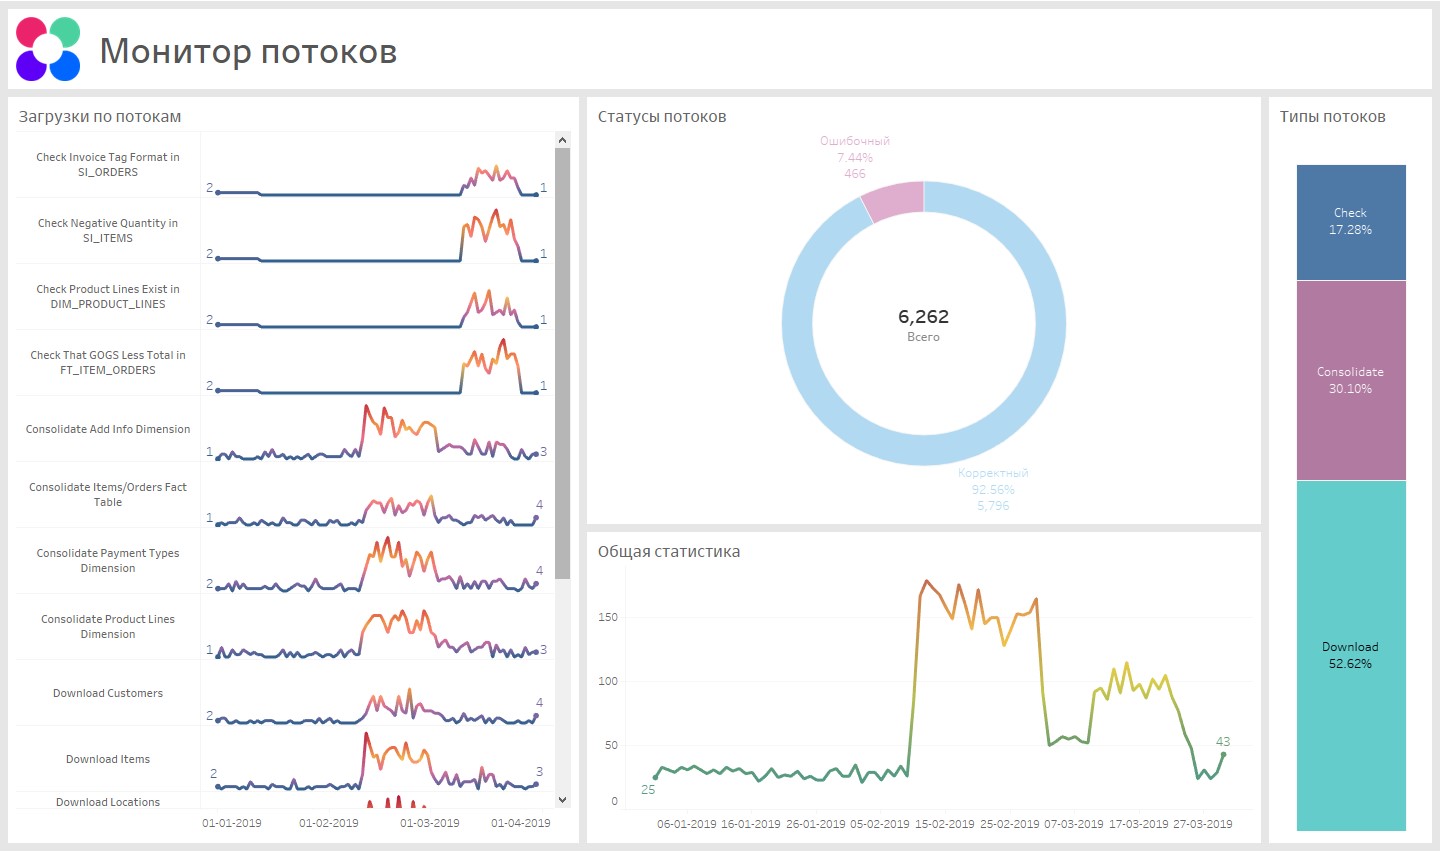 Монитор потоков
Загрузки по потокам
Check Invoice Tag Format in
SI_ORDERS
2
1
Check Negative Quantity in
SI_ITEMS
2
1
Check Product Lines Exist in
DIM_PRODUCT_LINES
2
1
Check That GOGS Less Total in
FT_ITEM_ORDERS
2
1
Consolidate Add Info Dimension
1
3
Consolidate Items/Orders Fact
Table
1
4
Consolidate Payment Types
Dimension
2
4
Consolidate Product Lines
Dimension
1
3
Download Customers
2
4
Download Items
2
3
Download Locations
01-01-2019 01-02-2019 01-03-2019 01-04-2019
Статусы потоков
Ошибочный
7.44%
466
6,262
Всего
Корректный
92.56%
5,796
Общая статистика
150
100
50
0
25
43
06-01-2019 16-01-2019 26-01-2019 05-02-2019 15-02-2019 25-02-2019 07-03-2019 17-03-2019 27-03-2019
Типы потоков
Check
17.28%
Consolidate
30.10%
Download
52.62%